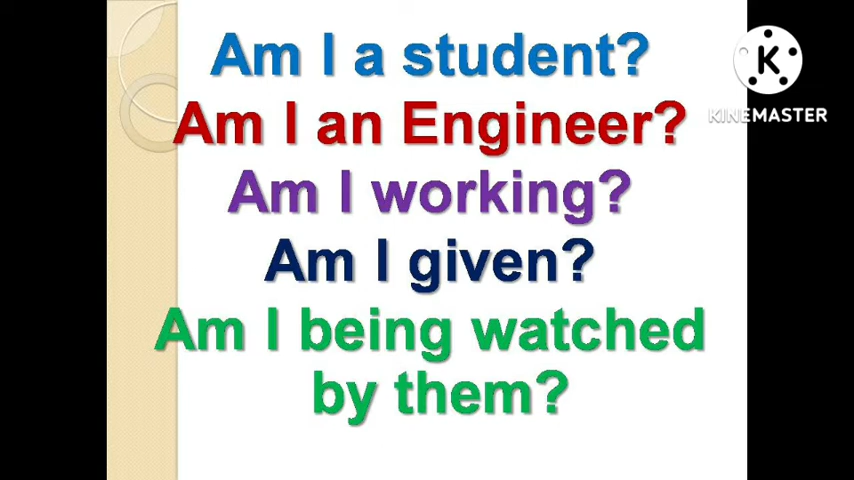 Am I a student?
Am I an Engineer?
Am I working?
Am I given?
Am I being watched
by them?
K
KINEMASTER